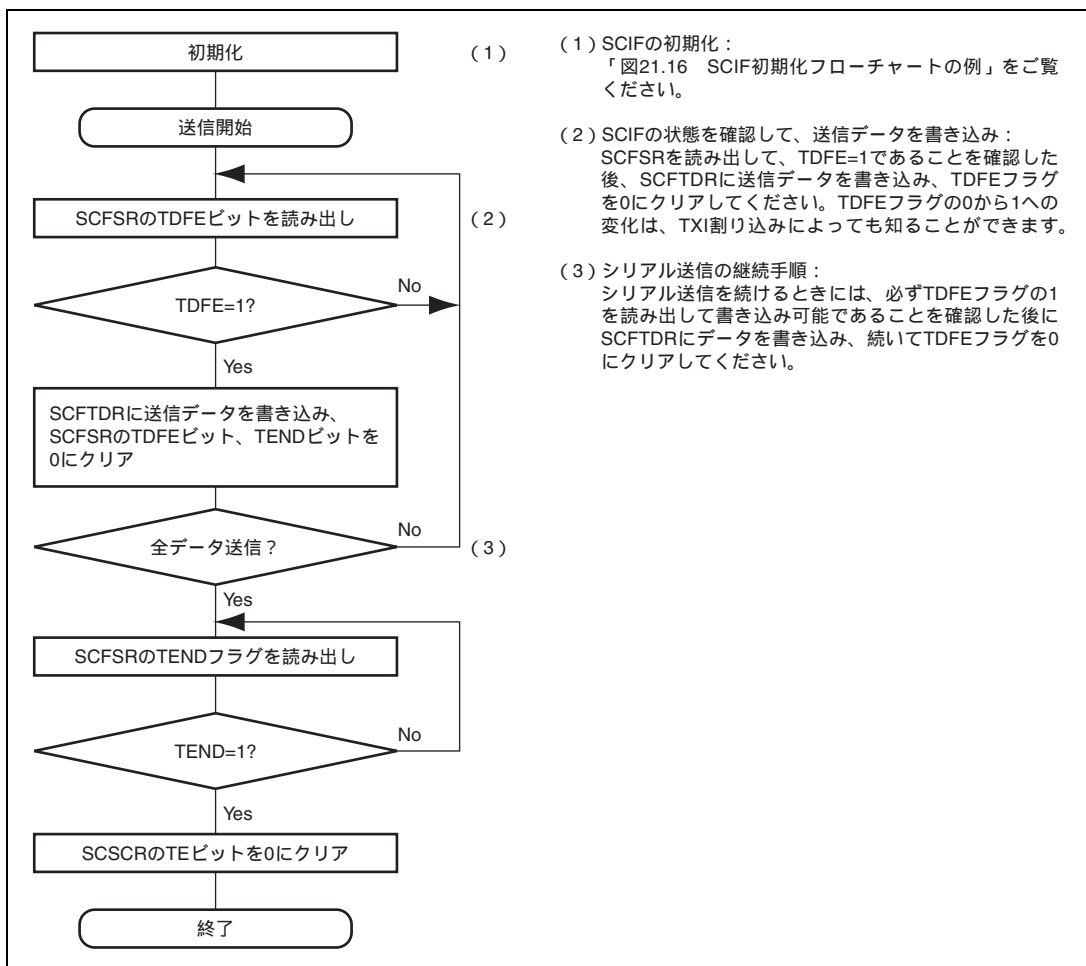 初期化
(1)
送信開始
SCFSRのTDFEビットを読み出し
(2)
TDFE=1?
No
Yes
SCFTDRに送信データを書き込み、
SCFSRのTDFEビット、TENDビットを
0にクリア
全データ送信？
No
(3)
Yes
SCFSRのTENDフラグを読み出し
TEND=1?
No
Yes
SCSCRのTEビットを0にクリア
終了
(1)SCIFの初期化：
「図21.16 SCIF初期化フローチャートの例」をご覧
ください。
(2)SCIFの状態を確認して、送信データを書き込み：
SCFSRを読み出して、TDFE=1であることを確認した
後、SCFTDRに送信データを書き込み、TDFEフラグ
を0にクリアしてください。TDFEフラグの0から1への
変化は、TXI割り込みによっても知ることができます。
(3)シリアル送信の継続手順：
シリアル送信を続けるときには、必ずTDFEフラグの1
を読み出して書き込み可能であることを確認した後に
SCFTDRにデータを書き込み、続いてTDFEフラグを0
にクリアしてください。